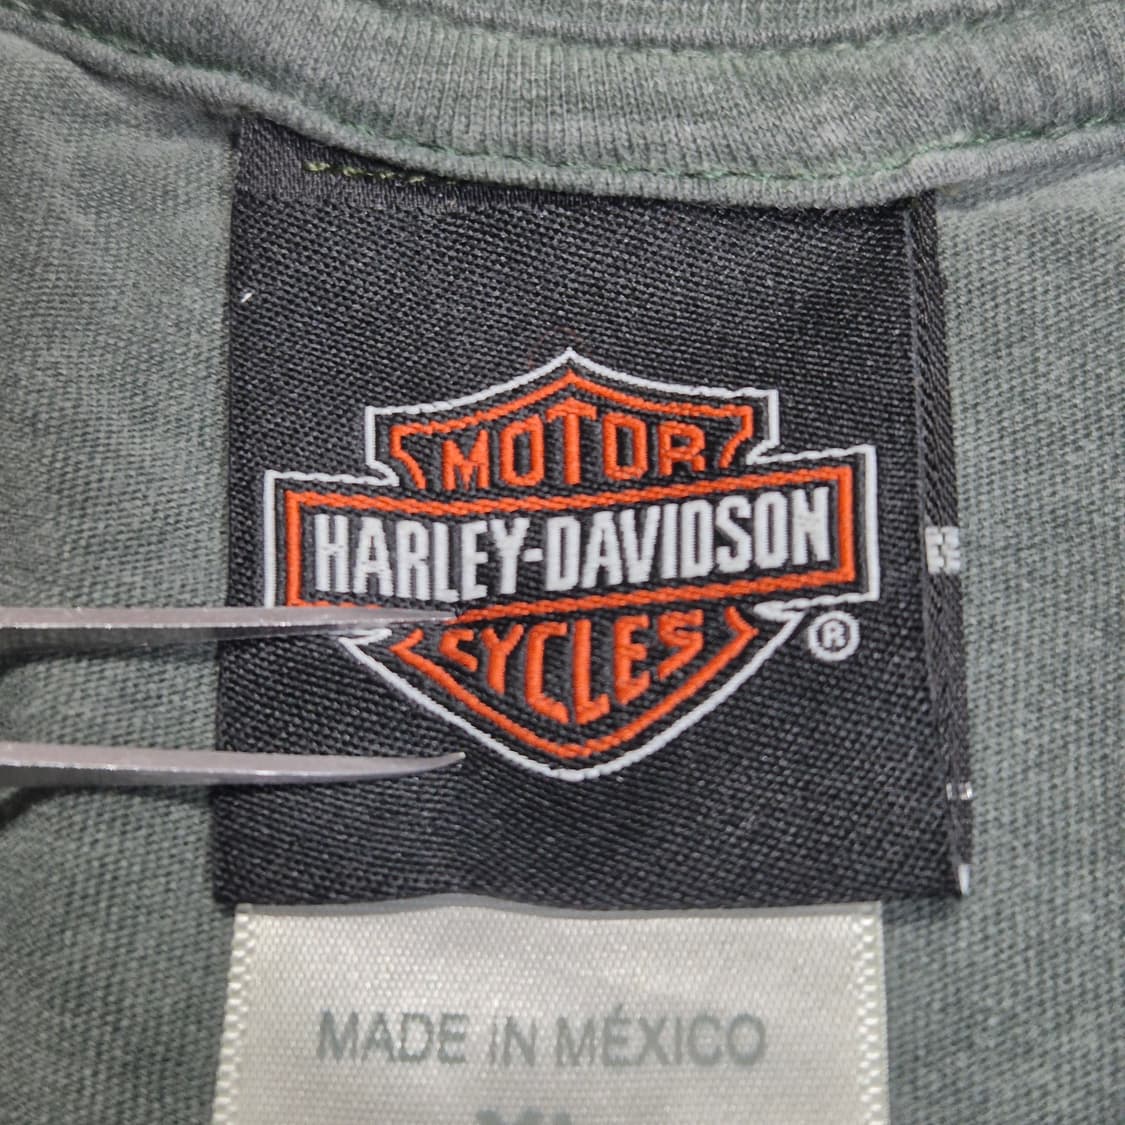 MOTOR
HARLEY-DAVIDSON
CYCLES
®
MADE IN MÉXICO